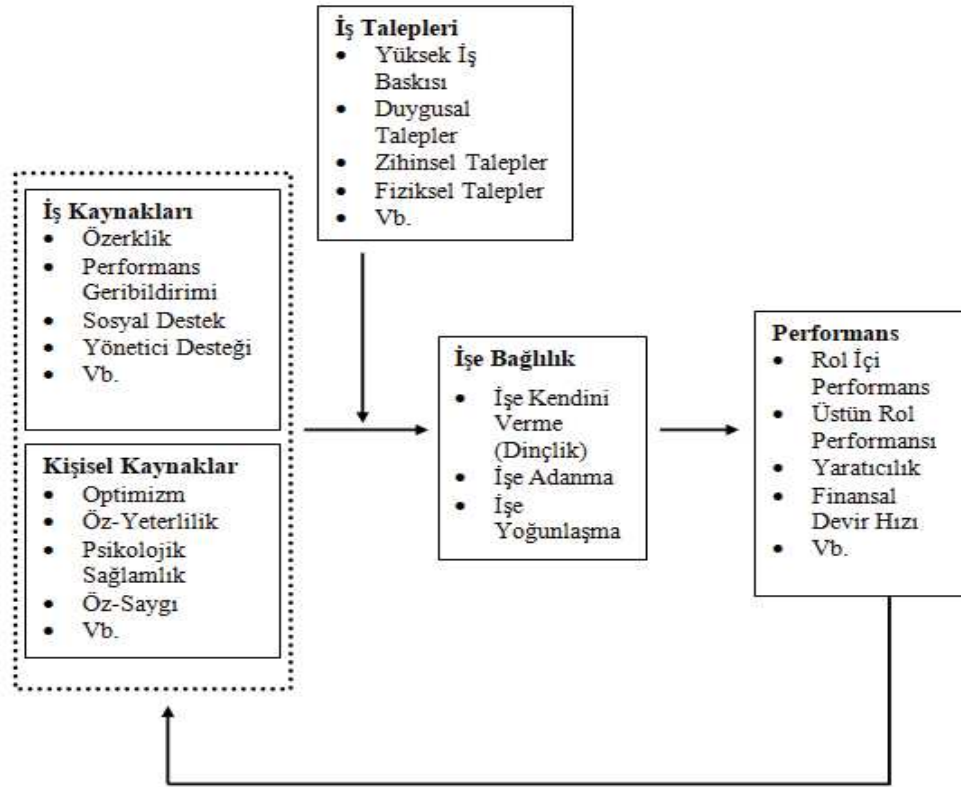 İş Talepleri
• Yüksek İş
Baskısı
• Duygusal
Talepler
• Zihinsel Talepler
• Fiziksel Talepler
• Vb.
İş Kaynakları
• Özerklik
• Performans
Geribildirimi
• Sosyal Destek
• Yönetici Desteği
• Vb.
Kişisel Kaynaklar
• Optimizm
• Öz-Yeterlilik
• Psikolojik
Sağlamlık
• Öz-Saygı
• Vb.
İşe Bağlılık
• İşe Kendini
Verme
(Dinçlik)
• İşe Adanma
• İşe
Yoğunlaşma
Performans
• Rol İçi
Performans
• Üstün Rol
Performansı
• Yaratıcılık
• Finansal
Devir Hızı
• Vb.